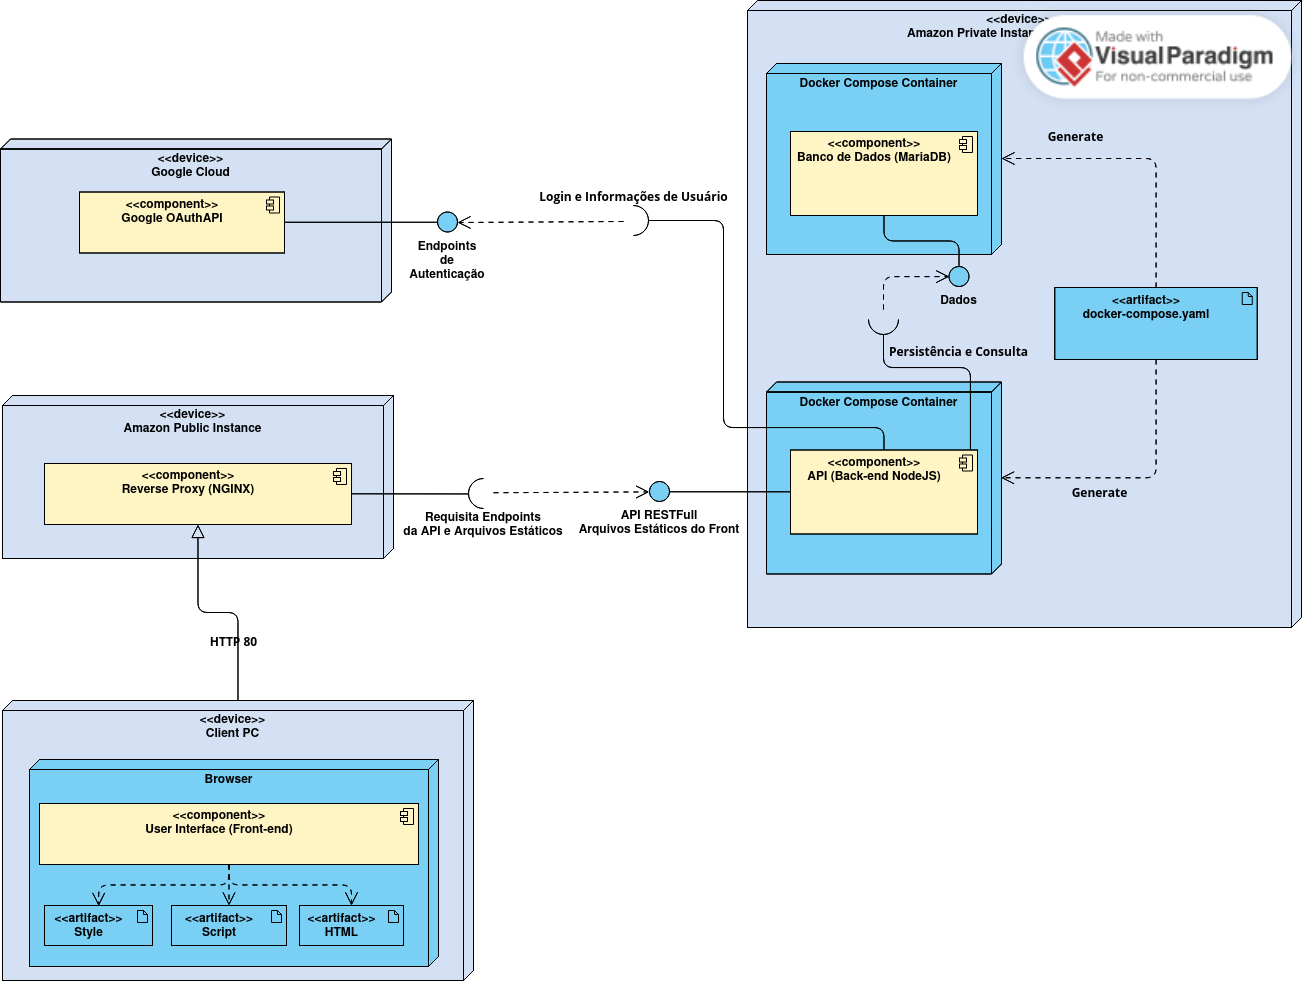 <<device>>
Amazon Private Instan
Made with
Visual Paradigm
For non-commercial use
Docker Compose Container
<<component>>
Banco de Dados (MariaDB)
Generate
<<device>>
Google Cloud
<<component>>
Google OAuthAPI
Login e Informações de Usuário
Endpoints
de
Autenticação
Dados
<<artifact>>
docker-compose.yaml
Persistência e Consulta
<<device>>
Amazon Public Instance
<<component>>
Reverse Proxy (NGINX)
Requisita Endpoints
da API e Arquivos Estáticos
API RESTFull
Arquivos Estáticos do Front
Docker Compose Container
<<component>>
API (Back-end NodeJS)
Generate
HTTP 80
<<device>>
Client PC
Browser
<<component>>
User Interface (Front-end)
<<artifact>>
Style
<<artifact>>
Script
<<artifact>>
HTML